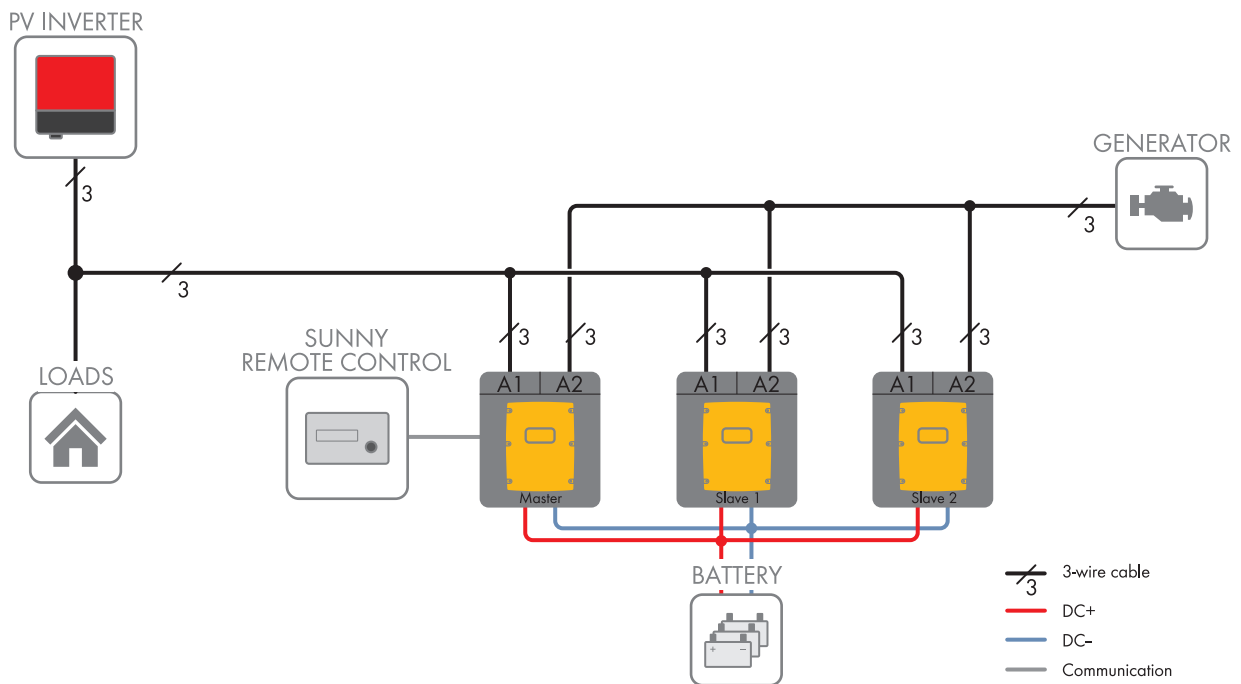 PV INVERTER
3
GENERATOR
3
3
SUNNY
REMOTE CONTROL
3
3
3
3
3
3
LOADS
A1
A2
A1
A2
A1
A2
Master
Slave 1
Slave 2
BATTERY
+ −
3
3-wire cable
DC+
DC–
Communication